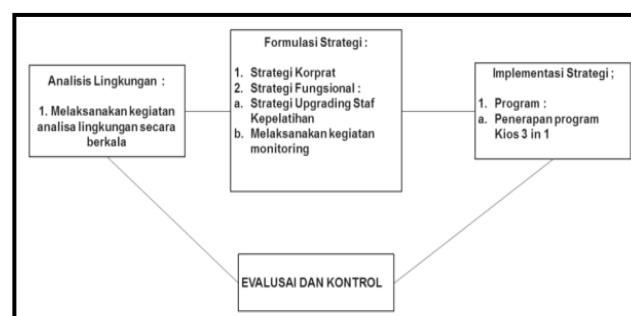 Analisis Lingkungan :
1. Melaksanakan kegiatan
analisa lingkungan secara
berkala
Formulasi Strategi :
1. Strategi Korprat
2. Strategi Fungsional :
a. Strategi Upgrading Staf
Kepelatihan
b. Melaksanakan kegiatan
monitoring
Implementasi Strategi ;
1. Program :
a. Penerapan program
Kios 3 in 1
EVALUSAI DAN KONTROL